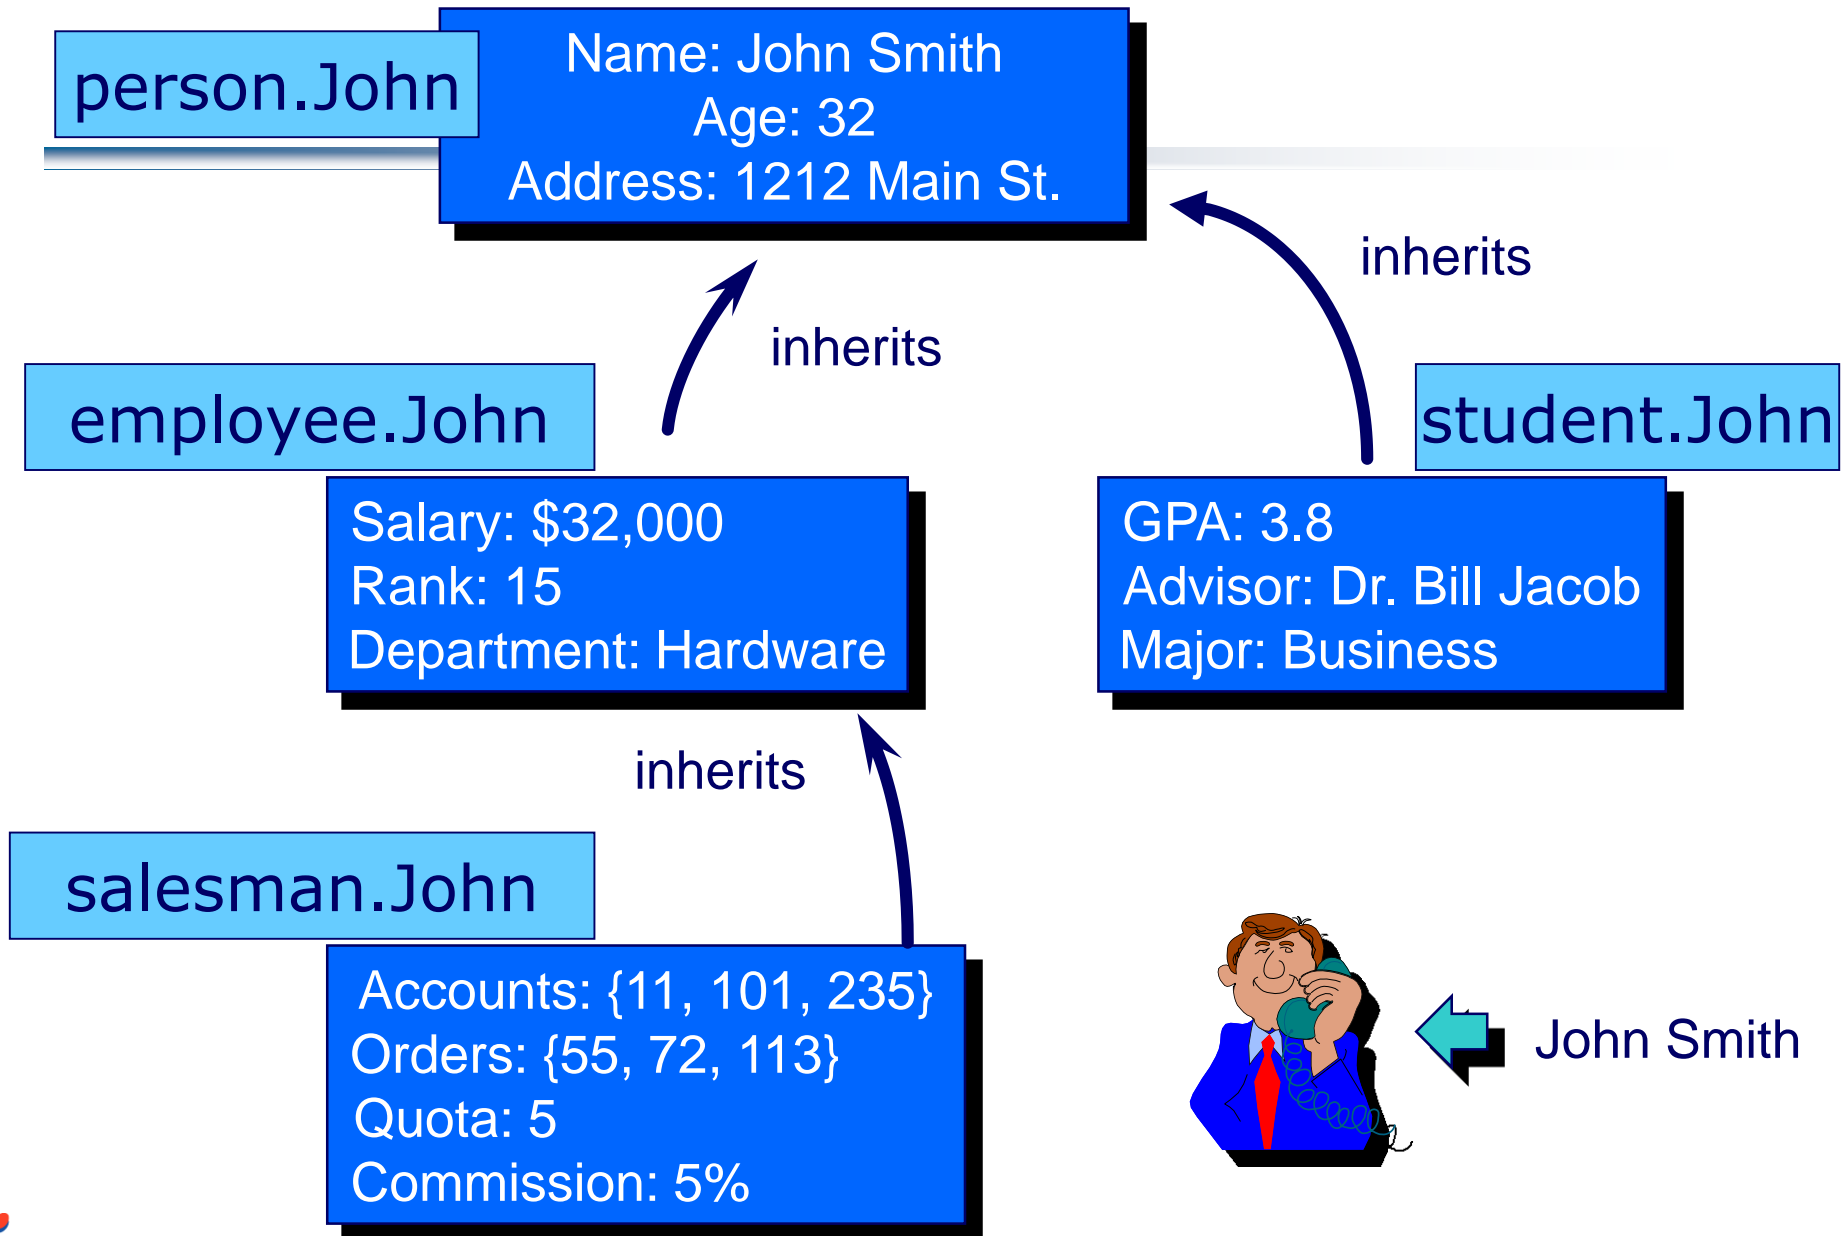 person.John
Name: John Smith
Age: 32
Address: 1212 Main St.
inherits
inherits
employee.John
student.John
Salary: $32,000
Rank: 15
Department: Hardware
GPA: 3.8
Advisor: Dr. Bill Jacob
Major: Business
inherits
salesman.John
Accounts: {11, 101, 235}
Orders: {55, 72, 113}
Quota: 5
Commission: 5%
John Smith